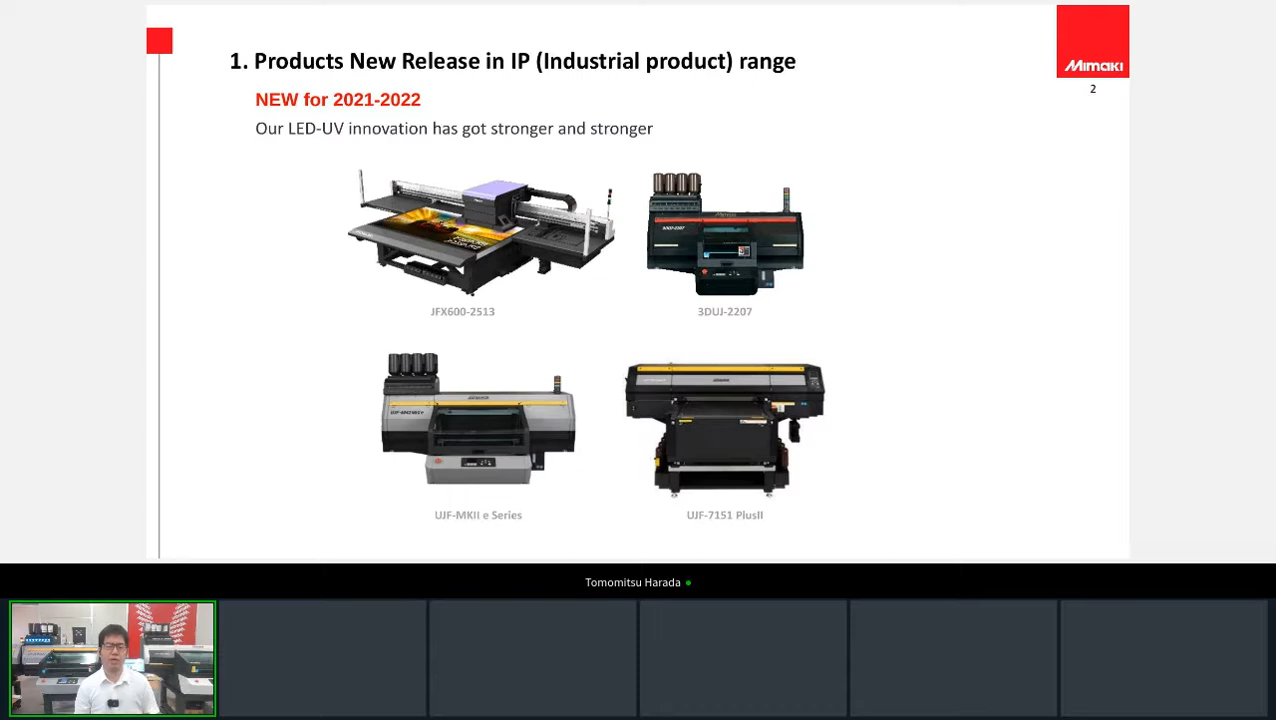 1. Products New Release in IP (Industrial product) range
Mimaki
2
NEW for 2021-2022
Our LED-UV innovation has got stronger and stronger
JFX600-2513
3DUJ-2207
UJF-MKII e Series
UJF-7151 PlusII
Tomomitsu Harada